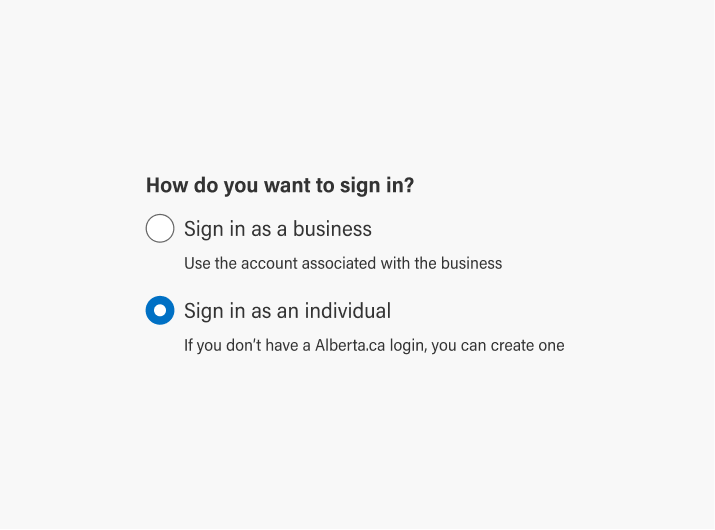 How do you want to sign in?
Sign in as a business
Use the account associated with the business
Sign in as an individual
If you don’t have a Alberta.ca login, you can create one